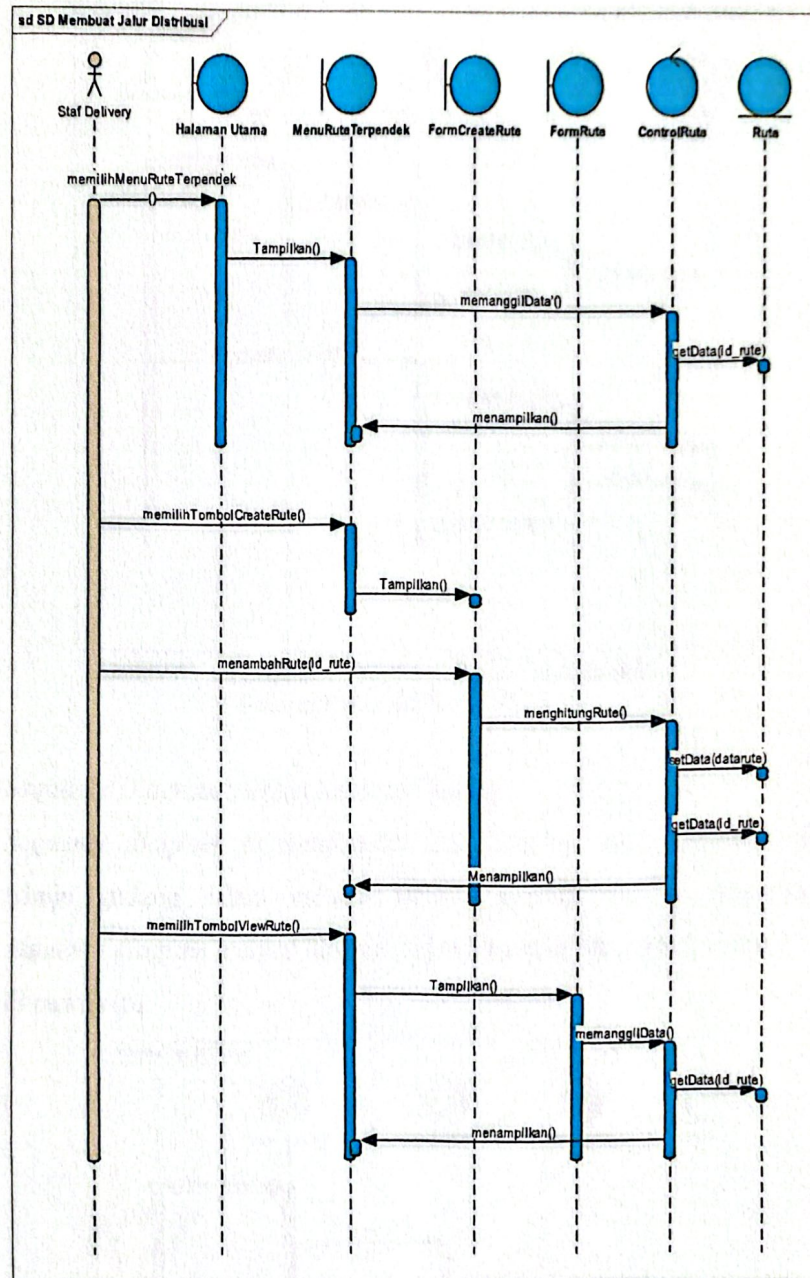 sd SD Membuat Jalur Distribusi
Staf Delivery
Halaman Utama
MenuRuteTerpendek
FormCreateRute
FormRute
ControlRute
Rute
memilihMenuRuteTerpendek
()
Tampilkan()
memanggilData'()
getData(id_rute)
menampilkan()
memilihTombolCreateRute()
Tampilkan()
menambahRute(id_rute)
menghitungRute()
setData(datarute)
getData(id_rute)
Menampilkan()
memilihTombolViewRute()
Tampilkan()
memanggilData()
getData(id_rute)
menampilkan()